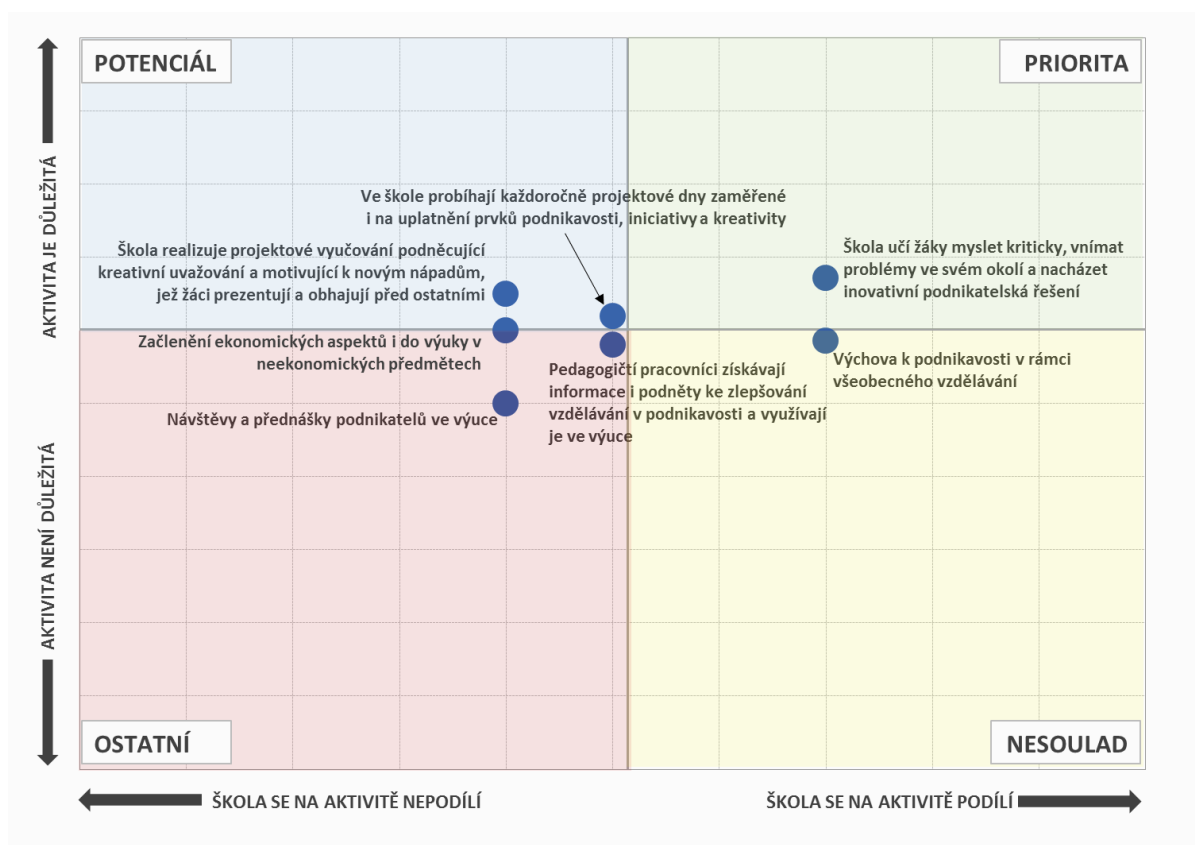 POTENCIÁL
PRIORITA
AKTIVITA JE DŮLEŽITÁ
Ve škole probíhají každoročně projektové dny zaměřené
i na uplatnění prvků podnikavosti, iniciativy a kreativity
Škola realizuje projektové vyučování podněcující
kreativní uvažování a motivující k novým nápadům,
jež žáci prezentují a obhajují před ostatními
Škola učí žáky myslet kriticky, vnímat
problémy ve svém okolí a nacházet
inovativní podnikatelská řešení
Začlenění ekonomických aspektů i do výuky v
neekonomických předmětech
Pedagogičtí pracovníci získávají
informace i podněty ke zlepšování
vzdělávání v podnikavosti a využívají
je ve výuce
Výchova k podnikavosti v rámci
všeobecného vzdělávání
Návštěvy a přednášky podnikatelů ve výuce
AKTIVITA NENÍ DŮLEŽITÁ
OSTATNÍ
NESOULAD
ŠKOLA SE NA AKTIVITĚ NEPODÍLÍ
ŠKOLA SE NA AKTIVITĚ PODÍLÍ